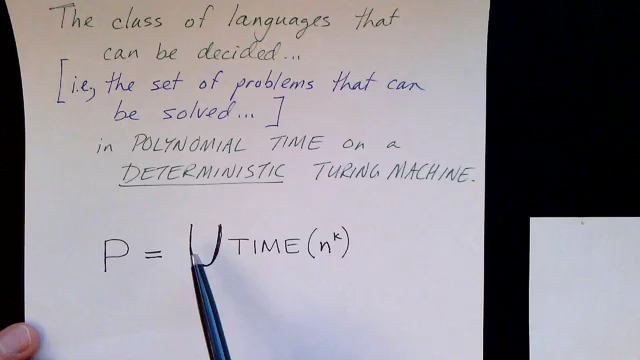 The class of languages that
can be decided...
[i.e., the set of problems that can
be solved... ]
in POLYNOMIAL TIME on a
DETERMINISTIC TURING MACHINE.
P = ⋃ TIME(n^k)